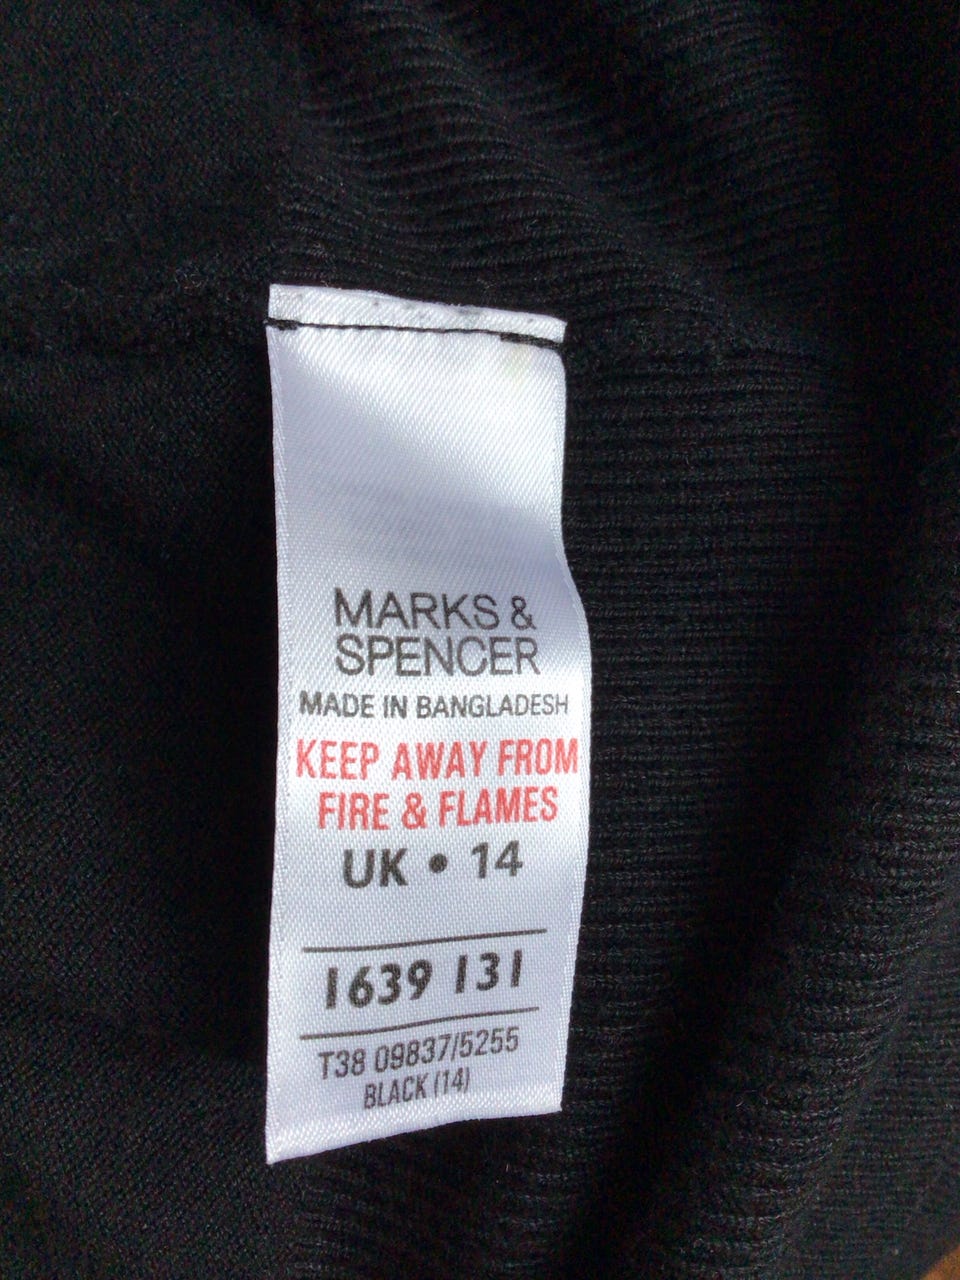 MARKS &
SPENCER
MADE IN BANGLADESH
KEEP AWAY FROM
FIRE & FLAMES
UK • 14
1639 131
T38 09837/5255
BLACK (14)